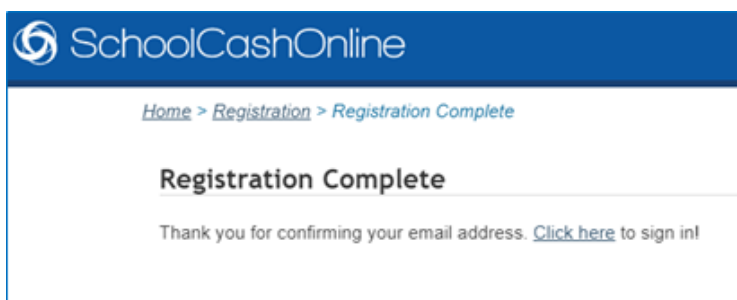 SchoolCashOnline
Home > Registration > Registration Complete
Registration Complete
Thank you for confirming your email address. Click here to sign in!